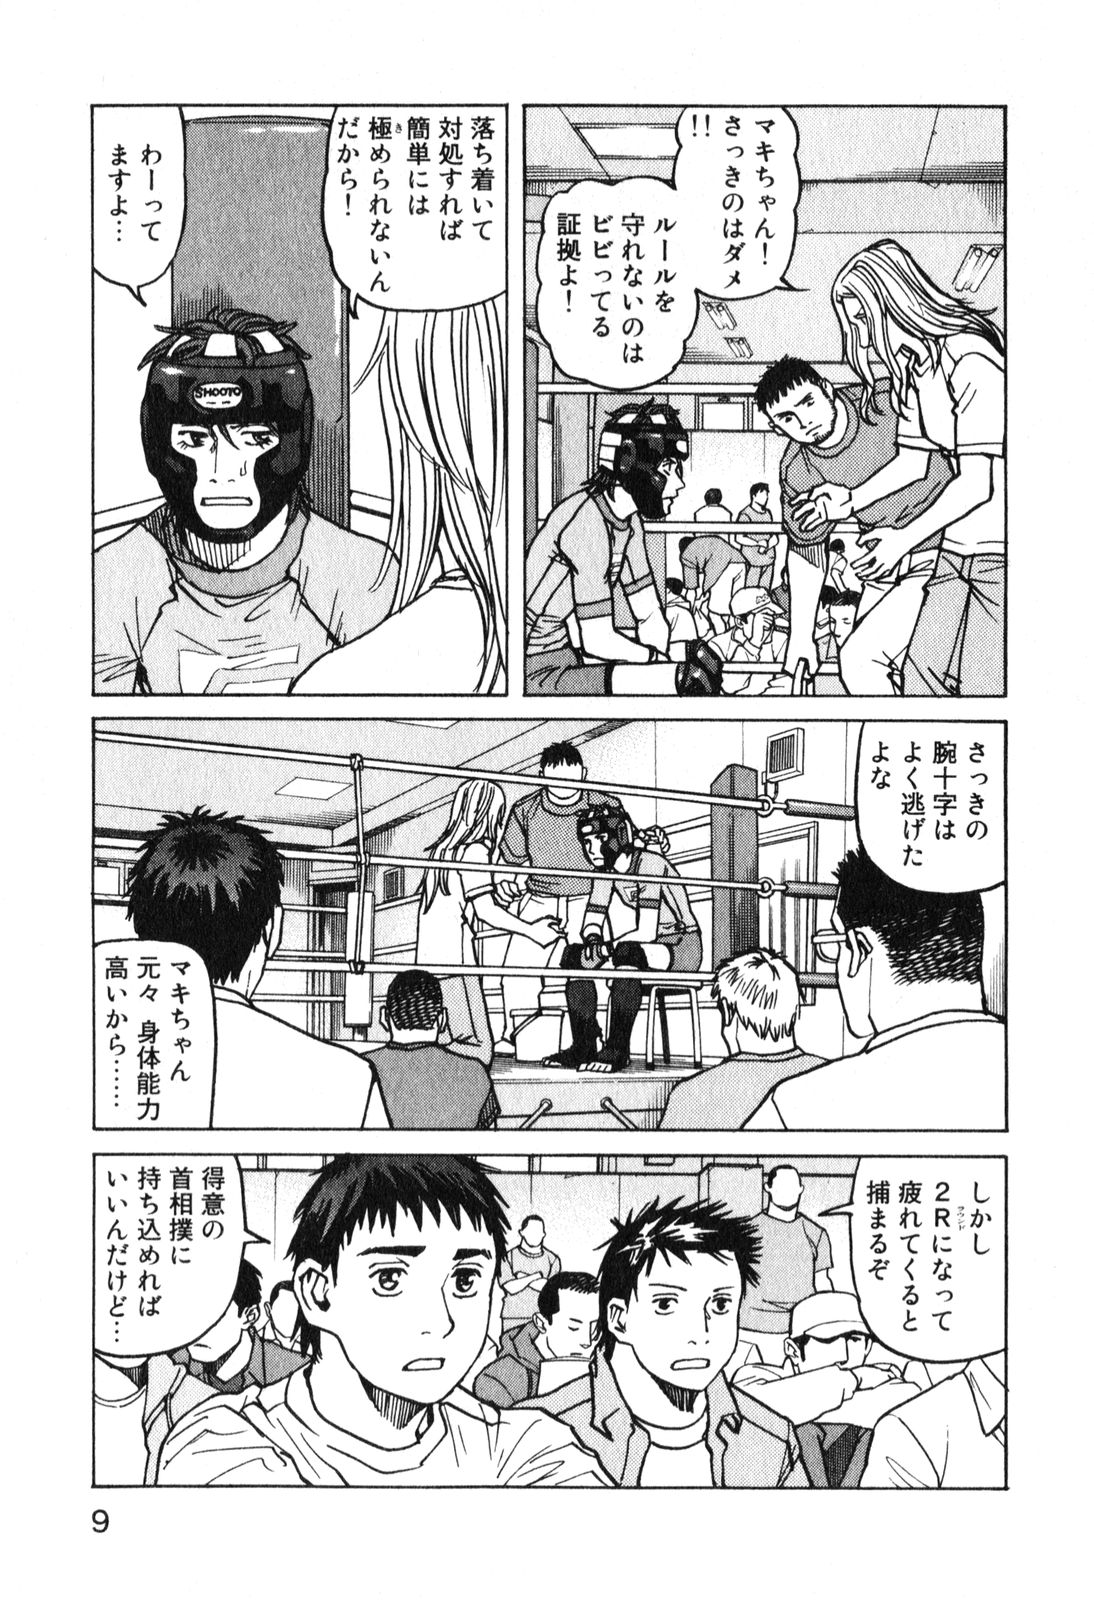 マキちゃん!
さっきのはダメ
!!
ルールを
守れないのは
ビビってる
証拠よ!
落ち着いて
対処すれば
簡単には
極められないん
だから!
き
わーって
ますよ…
SHOOTO
さっきの
腕十字は
よく逃げた
よな
マキちゃん
元々身体能力
高いから……
しかし
2Rになって
ラウンド
疲れてくると
捕まるぞ
得意の
首相撲に
持ち込めれば
いいんだけど…
9